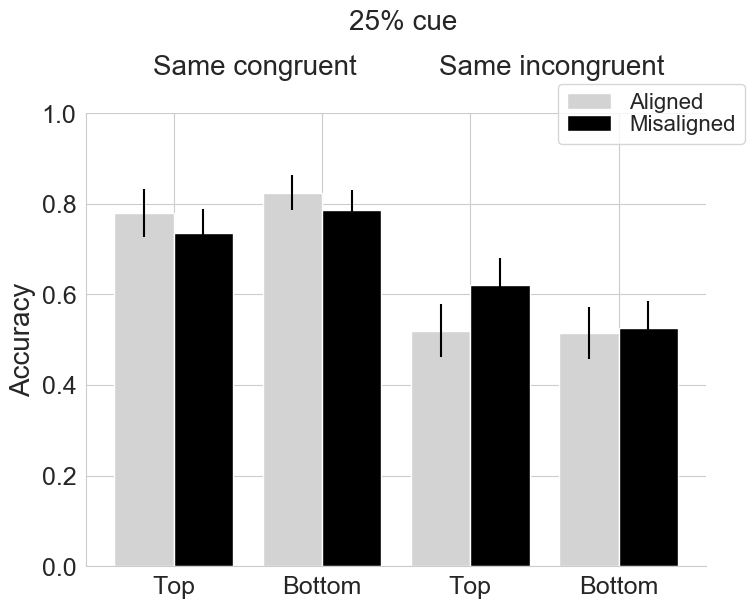 25% cue
Same congruent Same incongruent
Aligned
Misaligned
1.0
0.8
0.6
0.4
0.2
0.0
Accuracy
Top Bottom Top Bottom